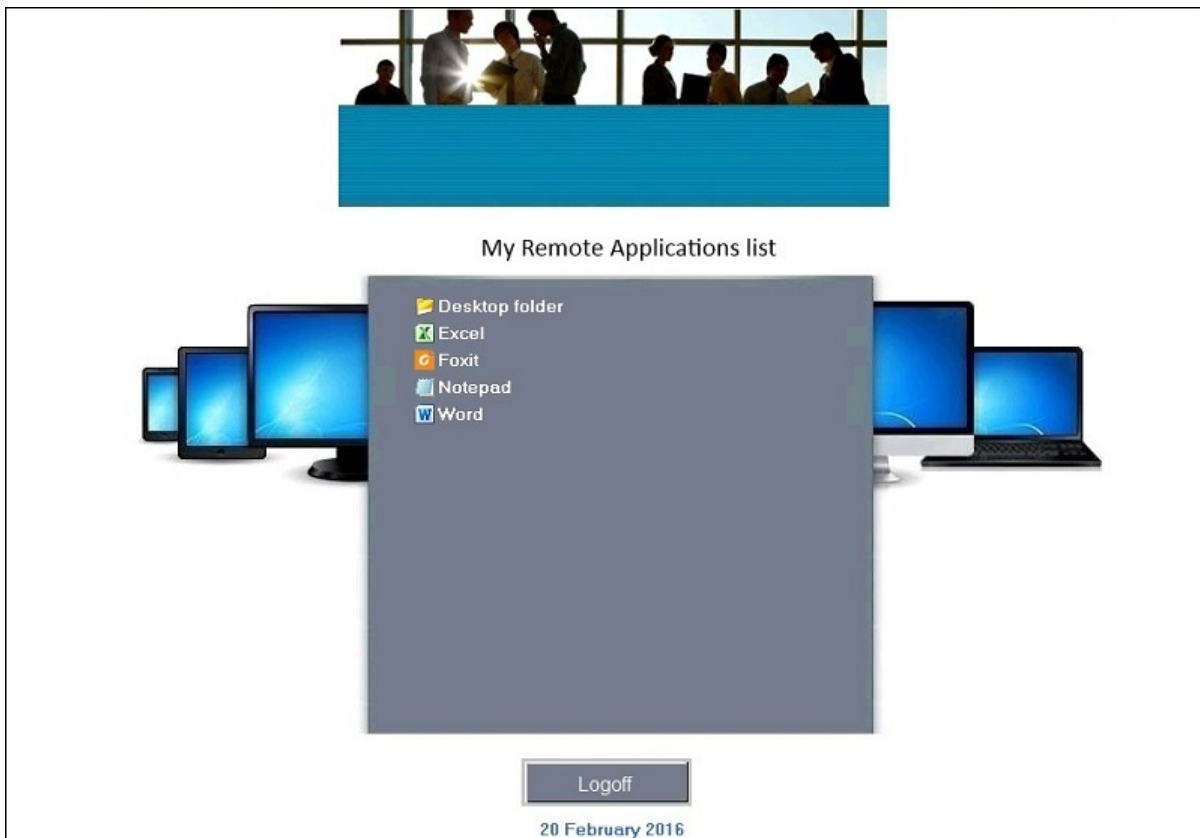 My Remote Applications list
Desktop folder
Excel
Foxit
Notepad
Word
Logoff
20 February 2016